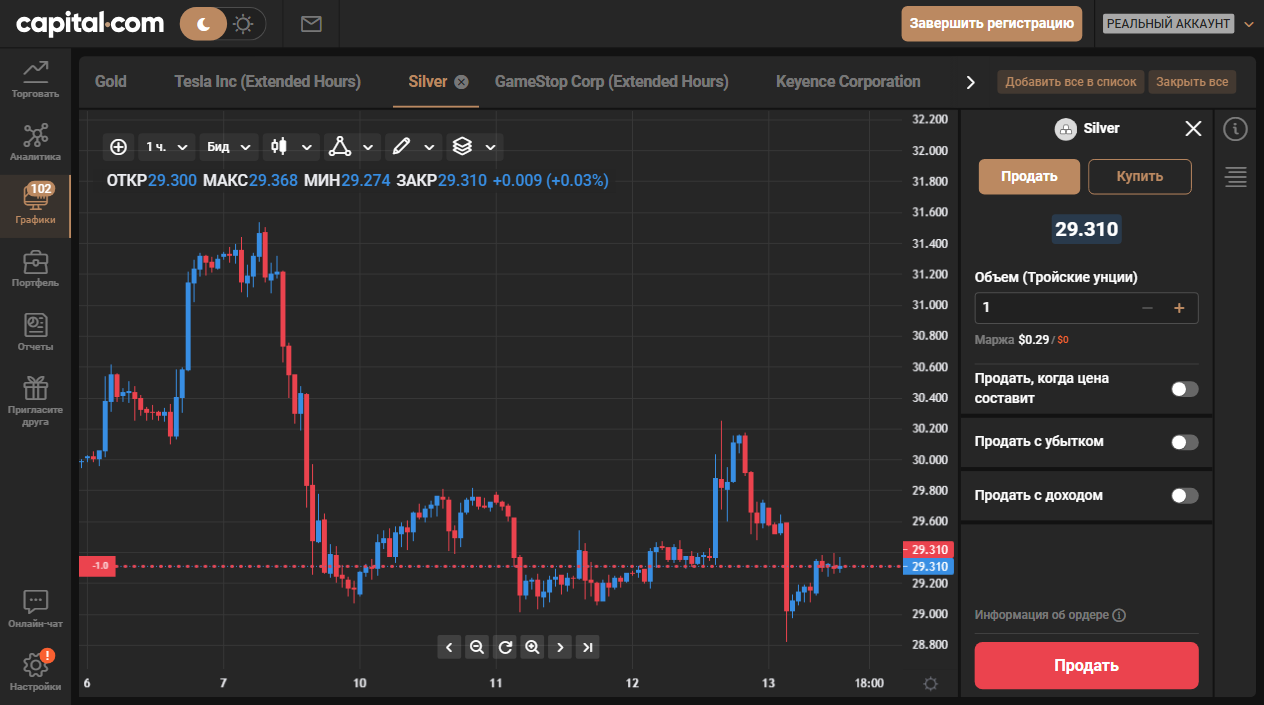 capital.com
Завершить регистрацию
РЕАЛЬНЫЙ АККАУНТ
Торговать
Аналитика
102
Графики
Портфель
Отчеты
Пригласите
друга
Онлайн-чат
!
Настройки
Gold
Tesla Inc (Extended Hours)
Silver
GameStop Corp (Extended Hours)
Keyence Corporation
Добавить все в список
Закрыть все
1 ч.
Бид
ОТКР29.300 МАКС29.368 МИН29.274 ЗАКР29.310 +0.009 (+0.03%)
32.200
32.000
31.800
31.600
31.400
31.200
31.000
30.800
30.600
30.400
30.200
30.000
29.800
29.600
29.310
29.310
29.200
29.000
28.800
-1.0
6
7
10
11
12
13
18:00
Silver
Продать
Купить
29.310
Объем (Тройские унции)
1
Маржа $0.29 / $0
Продать, когда цена
составит
Продать с убытком
Продать с доходом
Информация об ордере
Продать